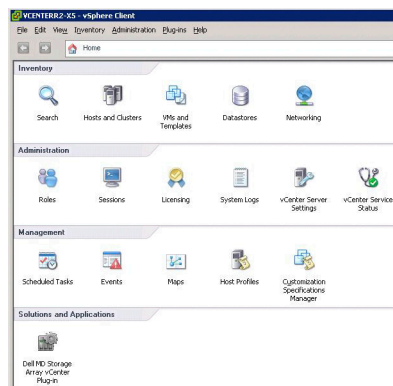 VCENTERR2-X5 - vSphere Client
File Edit View Inventory Administration Plug-ins Help
Home
Inventory
Search
Hosts and Clusters
VMs and
Templates
Datastores
Networking
Administration
Roles
Sessions
Licensing
System Logs
vCenter Server
Settings
vCenter Service
Status
Management
Scheduled Tasks
Events
Maps
Host Profiles
Customization
Specifications
Manager
Solutions and Applications
Dell MD Storage
Array vCenter
Plug-in